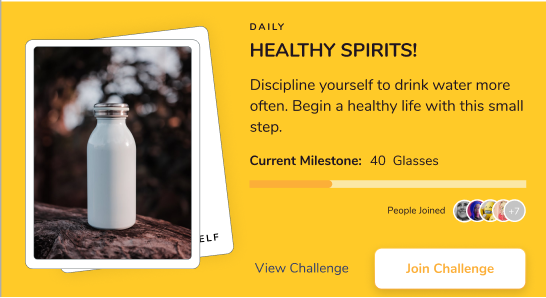 DAILY
HEALTHY SPIRITS!
Discipline yourself to drink water more
often. Begin a healthy life with this small
step.
Current Milestone: 40 Glasses
People Joined +7
ELF
View Challenge Join Challenge